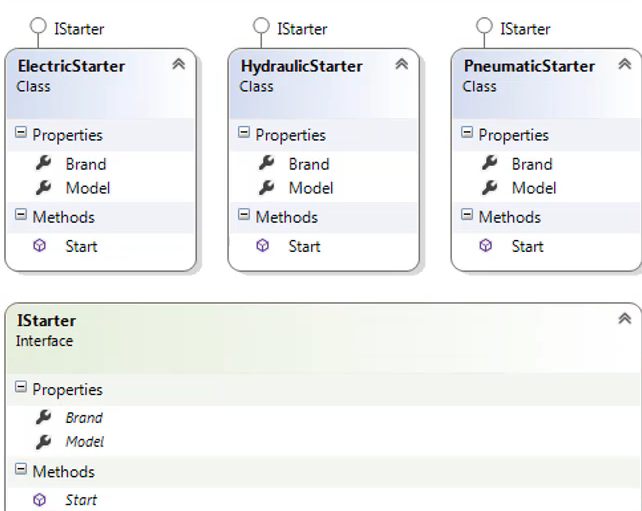 IStarter IStarter IStarter
ElectricStarter HydraulicStarter PneumaticStarter
Class Class Class
Properties Properties Properties
Brand Brand Brand
Model Model Model
Methods Methods Methods
Start Start Start
IStarter
Interface
Properties
Brand
Model
Methods
Start